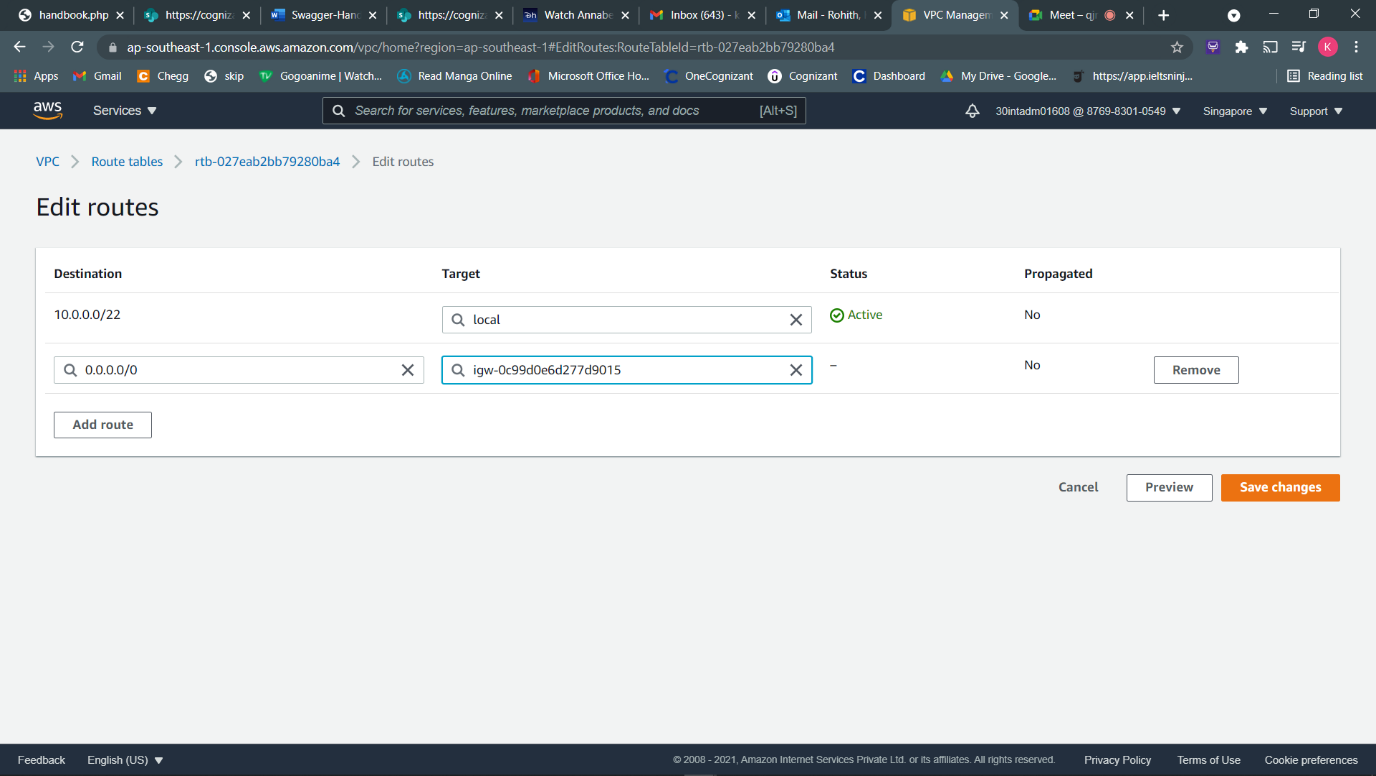 handbook.php
https://cogniz
Swagger-Hand
https://cogniza
ah
Watch Annabe
Inbox (643) - k
Mail - Rohith,
VPC Managem
Meet – qjr
ap-southeast-1.console.aws.amazon.com/vpc/home?region=ap-southeast-1#EditRoutes:RouteTableId=rtb-027eab2bb79280ba4
K
Apps
Gmail
Chegg
skip
Gogoanime | Watch...
Read Manga Online
Microsoft Office Ho...
OneCognizant
Cognizant
Dashboard
My Drive - Google...
https://app.ieltsninj...
Reading list
aws
Services
Search for services, features, marketplace products, and docs
[Alt+S]
30intadm01608 @ 8769-8301-0549
Singapore
Support
VPC
Route tables
rtb-027eab2bb79280ba4
Edit routes
Edit routes
Destination
Target
Status
Propagated
10.0.0.0/22
local
Active
No
0.0.0.0/0
igw-0c99d0e6d277d9015
–
No
Remove
Add route
Cancel
Preview
Save changes
Feedback
English (US)
© 2008 - 2021, Amazon Internet Services Private Ltd. or its affiliates. All rights reserved.
Privacy Policy
Terms of Use
Cookie preferences